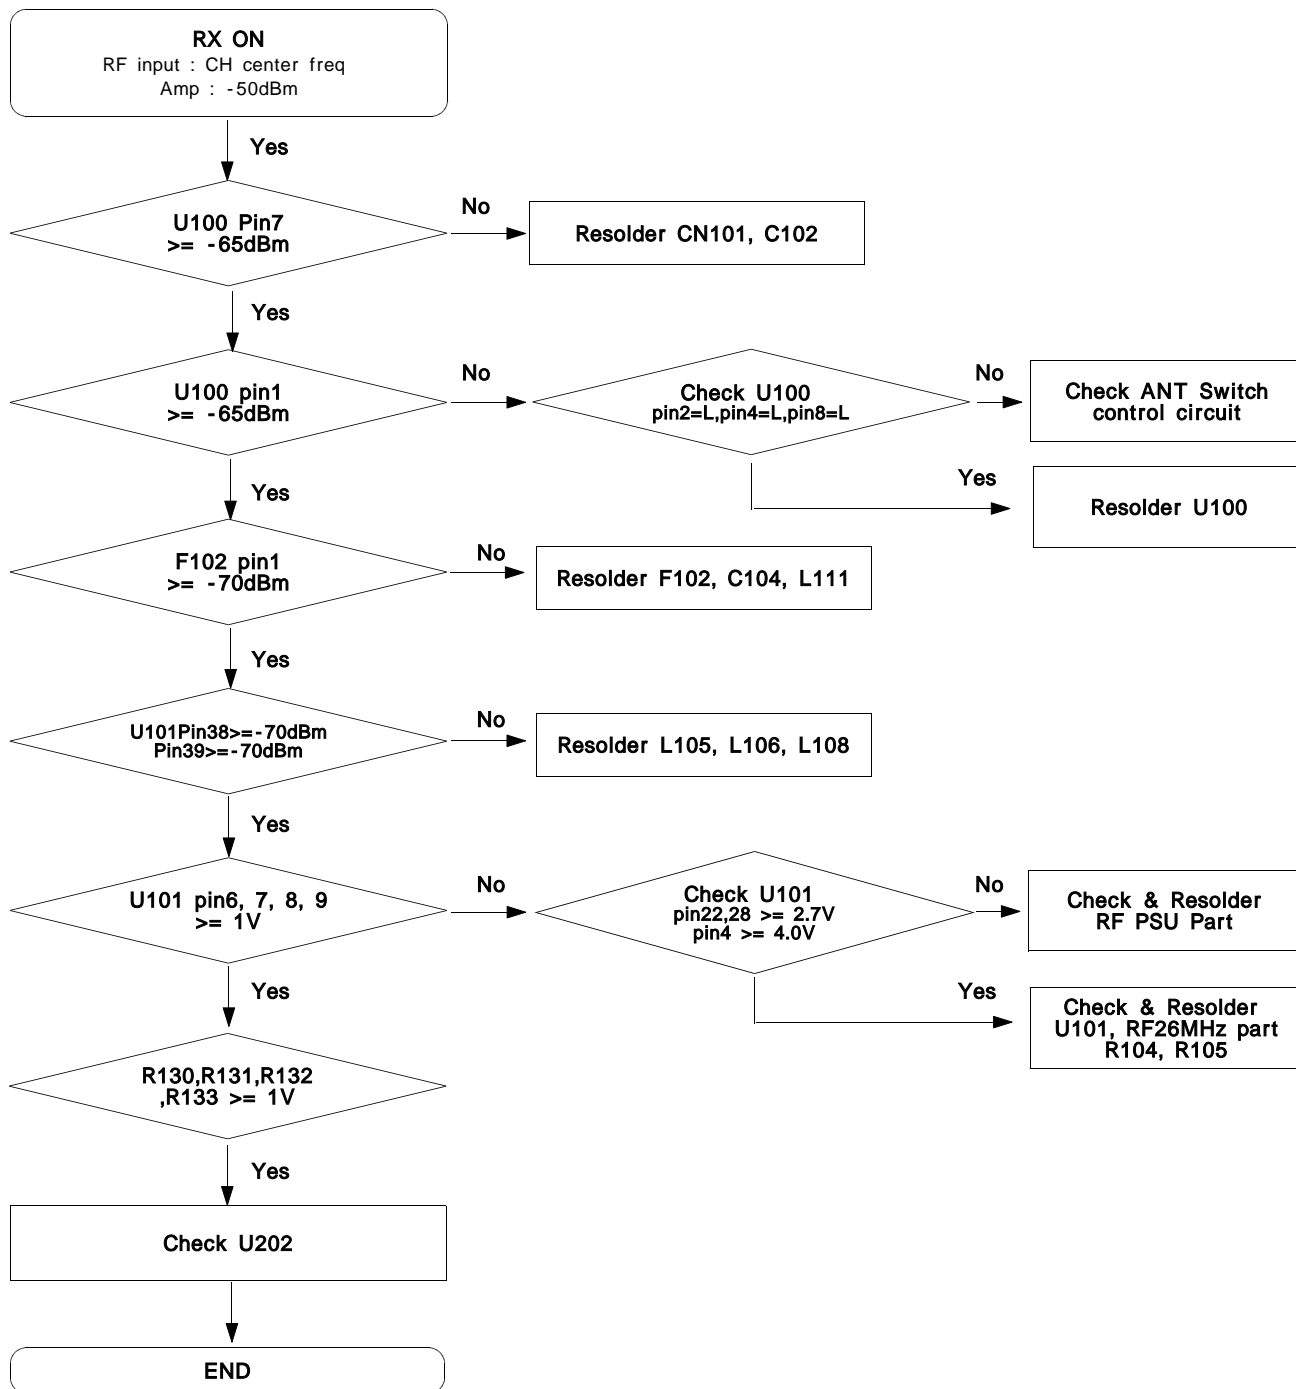 RX ON
RF input : CH center freq
Amp : -50dBm
Yes
U100 Pin7
>= -65dBm
No
Resolder CN101, C102
Yes
U100 pin1
>= -65dBm
No
Check U100
pin2=L,pin4=L,pin8=L
No
Check ANT Switch
control circuit
Yes
Resolder U100
Yes
F102 pin1
>= -70dBm
No
Resolder F102, C104, L111
Yes
U101Pin38>=-70dBm
Pin39>=-70dBm
No
Resolder L105, L106, L108
Yes
U101 pin6, 7, 8, 9
>= 1V
No
Check U101
pin22,28 >= 2.7V
pin4 >= 4.0V
No
Check & Resolder
RF PSU Part
Yes
Check & Resolder
U101, RF26MHz part
R104, R105
Yes
R130,R131,R132
,R133 >= 1V
Yes
Check U202
END